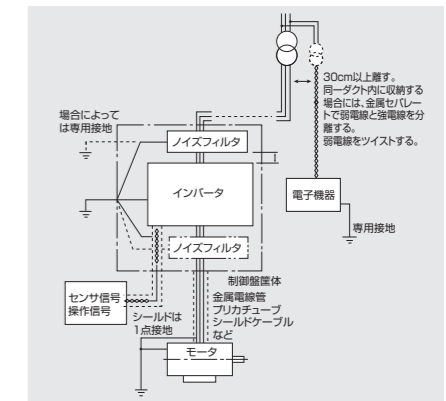 30cm以上離す。
同一ダクト内に収納する
場合には、金属セパレー
トで弱電線と強電線を分
離する。
弱電線をツイストする。
場合によって
は専用接地
ノイズフィルタ
インバータ
電子機器
専用接地
ノイズフィルタ
制御盤筐体
センサ信号
操作信号
金属電線管
プリカチューブ
シールドケーブル
など
シールドは
1点接地
モータ